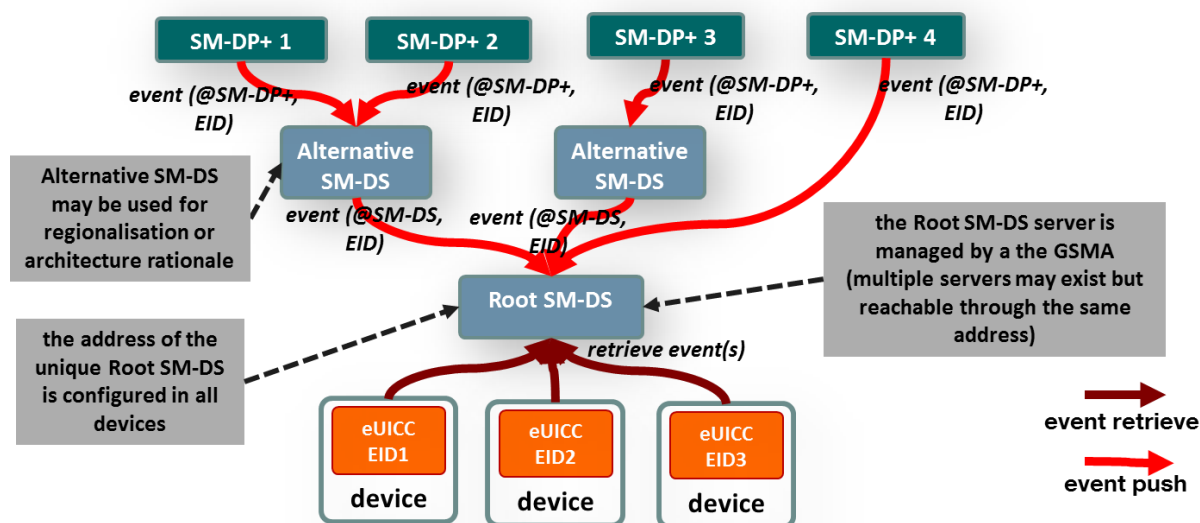 SM-DP+ 1
SM-DP+ 2
SM-DP+ 3
SM-DP+ 4
event (@SM-DP+,
EID)
event (@SM-DP+,
EID)
event (@SM-DP+,
EID)
event (@SM-DP+,
EID)
Alternative
SM-DS
Alternative
SM-DS
Alternative SM-DS
may be used for
regionalisation or
architecture rationale
event (@SM-DS,
EID)
event (@SM-DS,
EID)
the Root SM-DS server is
managed by a the GSMA
(multiple servers may exist but
reachable through the same
address)
Root SM-DS
the address of the
unique Root SM-DS
is configured in all
devices
retrieve event(s)
eUICC
EID1
device
eUICC
EID2
device
eUICC
EID3
device
event retrieve
event push